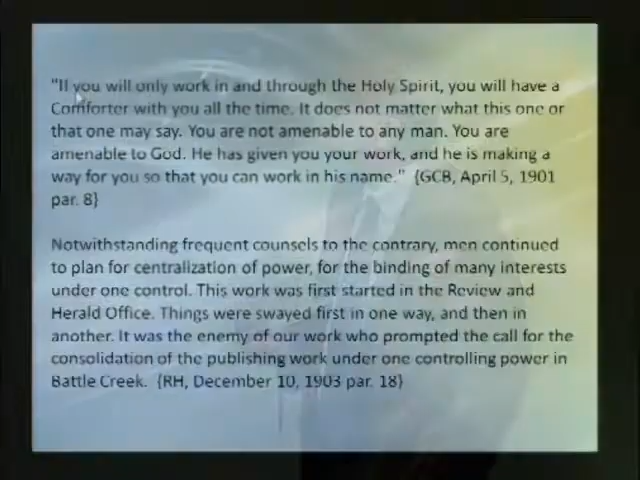 "If you will only work in and through the Holy Spirit, you will have a
Comforter with you all the time. It does not matter what this one or
that one may say. You are not amenable to any man. You are
amenable to God. He has given you your work, and he is making a
way for you so that you can work in his name." {GCB, April 5, 1901
par. 8}
Notwithstanding frequent counsels to the contrary, men continued
to plan for centralization of power, for the binding of many interests
under one control. This work was first started in the Review and
Herald Office. Things were swayed first in one way, and then in
another. It was the enemy of our work who prompted the call for the
consolidation of the publishing work under one controlling power in
Battle Creek. {RH, December 10, 1903 par. 18}